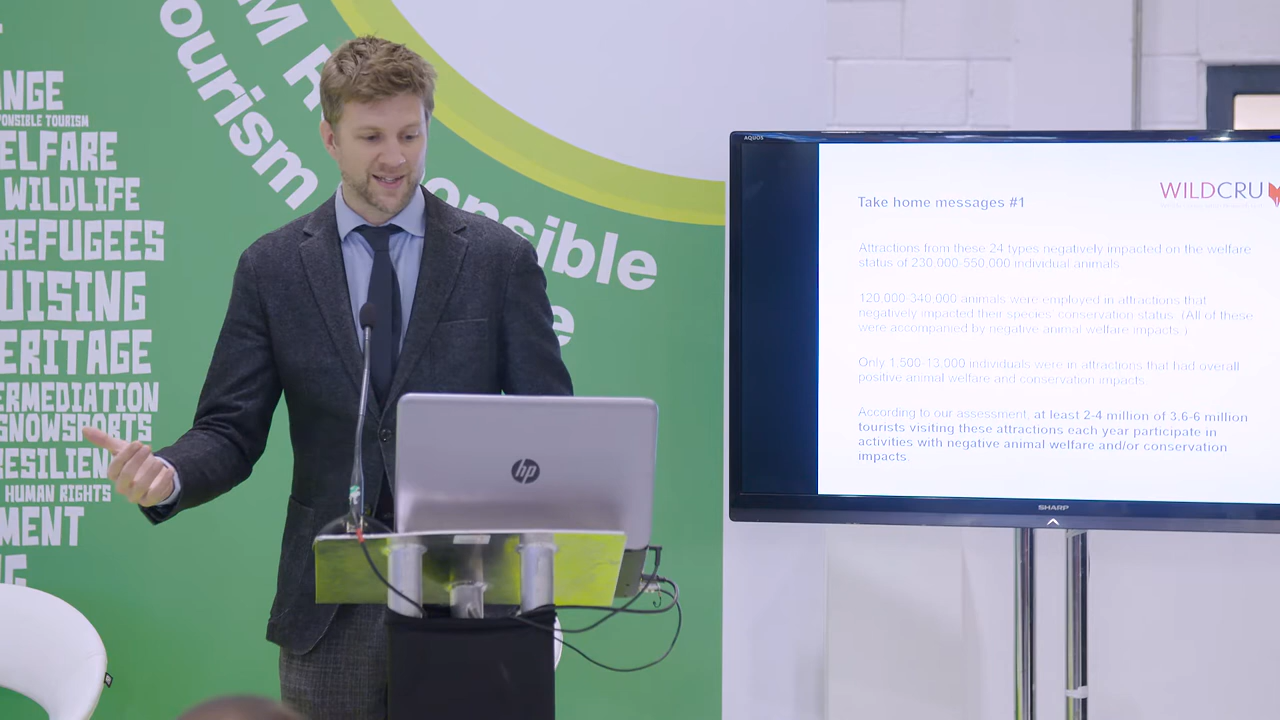 M R
ourism
onsible
e
ANGE
PONSIBLE TOURISM
ELFARE
WILDLIFE
REFUGEES
UISING
ERITAGE
ERMEDIATION
SNOWSPORTS
RESILIEN
HUMAN RIGHTS
MENT
hp
AQUOS
WILDCRU
Take home messages #1
Attractions from these 24 types negatively impacted on the welfare
status of 230,000-550,000 individual animals.
120,000-340,000 animals were employed in attractions that
negatively impacted their species' conservation status. (All of these
were accompanied by negative animal welfare impacts.)
Only 1,500-13,000 individuals were in attractions that had overall
positive animal welfare and conservation impacts.
According to our assessment, at least 2-4 million of 3.6-6 million
tourists visiting these attractions each year participate in
activities with negative animal welfare and/or conservation
impacts.
SHARP